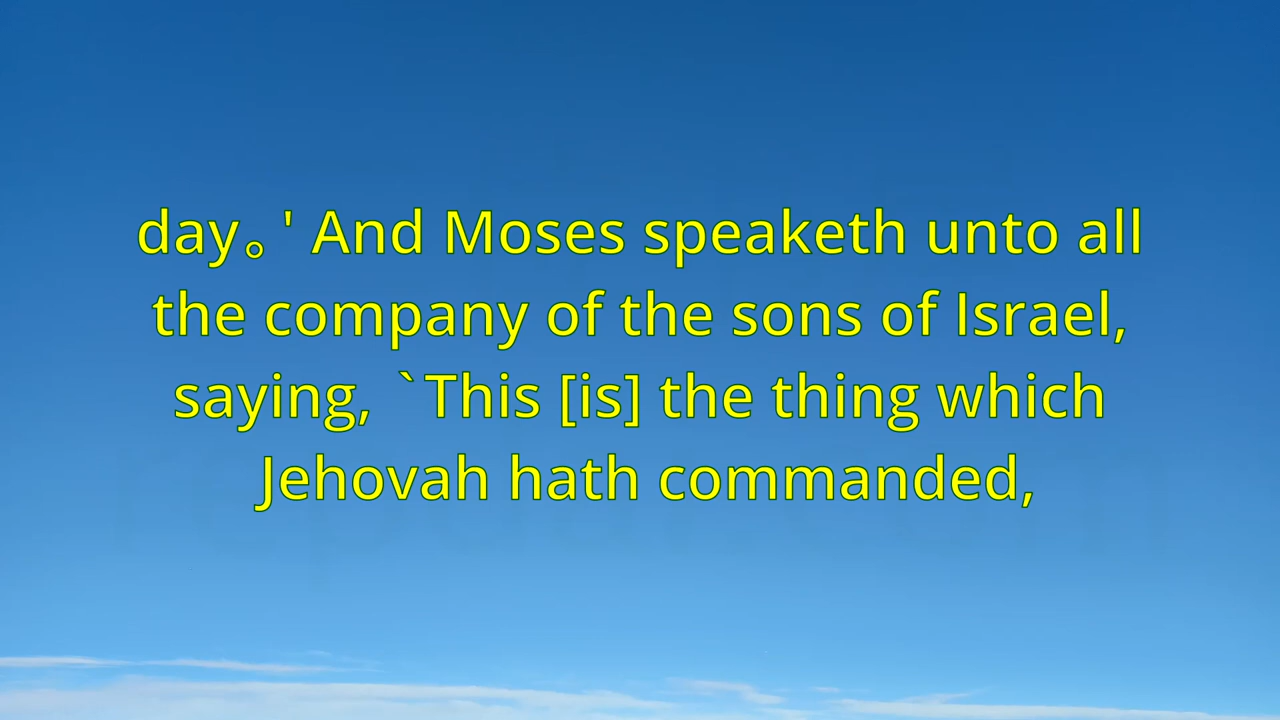 day。' And Moses speaketh unto all
the company of the sons of Israel,
saying, `This [is] the thing which
Jehovah hath commanded,